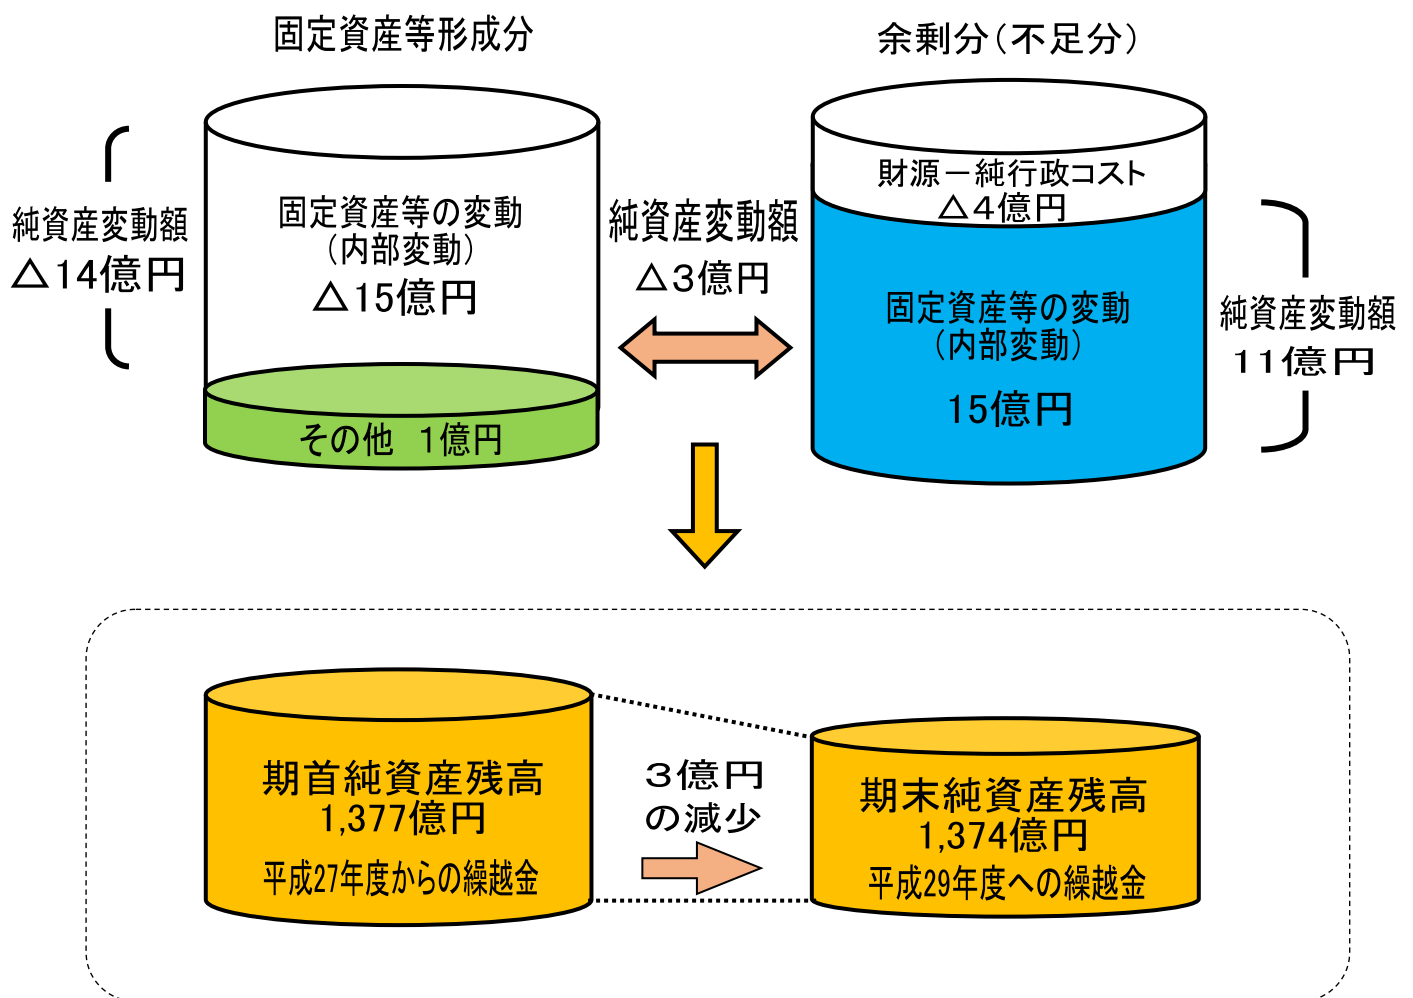 固定資産等形成分
余剰分（不足分）
純資産変動額
△14億円
固定資産等の変動
（内部変動）
△15億円
その他　1億円
純資産変動額
△3億円
財源－純行政コスト
△4億円
固定資産等の変動
（内部変動）
15億円
純資産変動額
11億円
期首純資産残高
1,377億円
平成27年度からの繰越金
3億円
の減少
期末純資産残高
1,374億円
平成29年度への繰越金